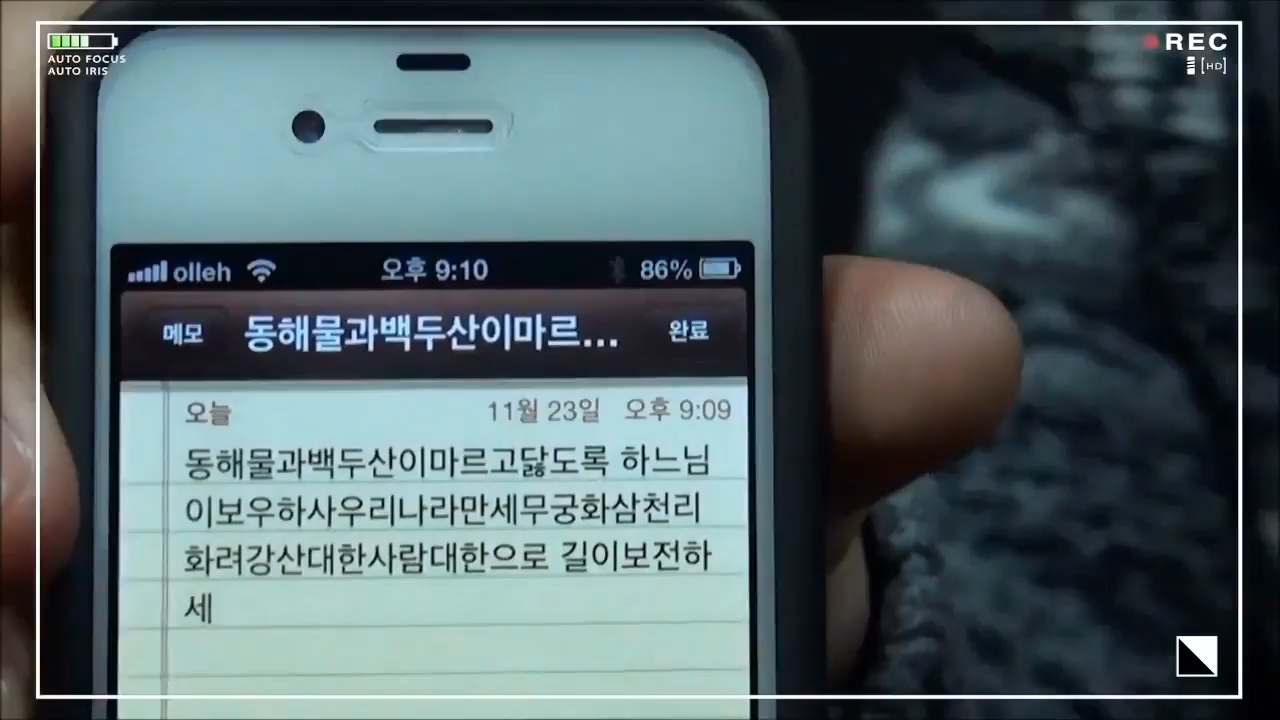 AUTO FOCUS
AUTO IRIS
REC
[HD]
olleh 오후 9:10 86%
메모 동해물과백두산이마르... 완료
오늘 11월 23일 오후 9:09
동해물과백두산이마르고닳도록 하느님
이보우하사우리나라만세무궁화삼천리
화려강산대한사람대한으로 길이보전하
세